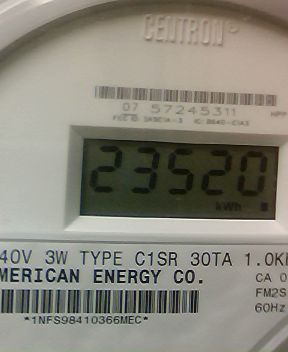 CENTRON
07 57245311
23520
kWh
40V 3W TYPE C1SR 30TA 1.0K
MERICAN ENERGY CO.
CA 0
FM2S
60Hz
*1NFS98410366MEC*